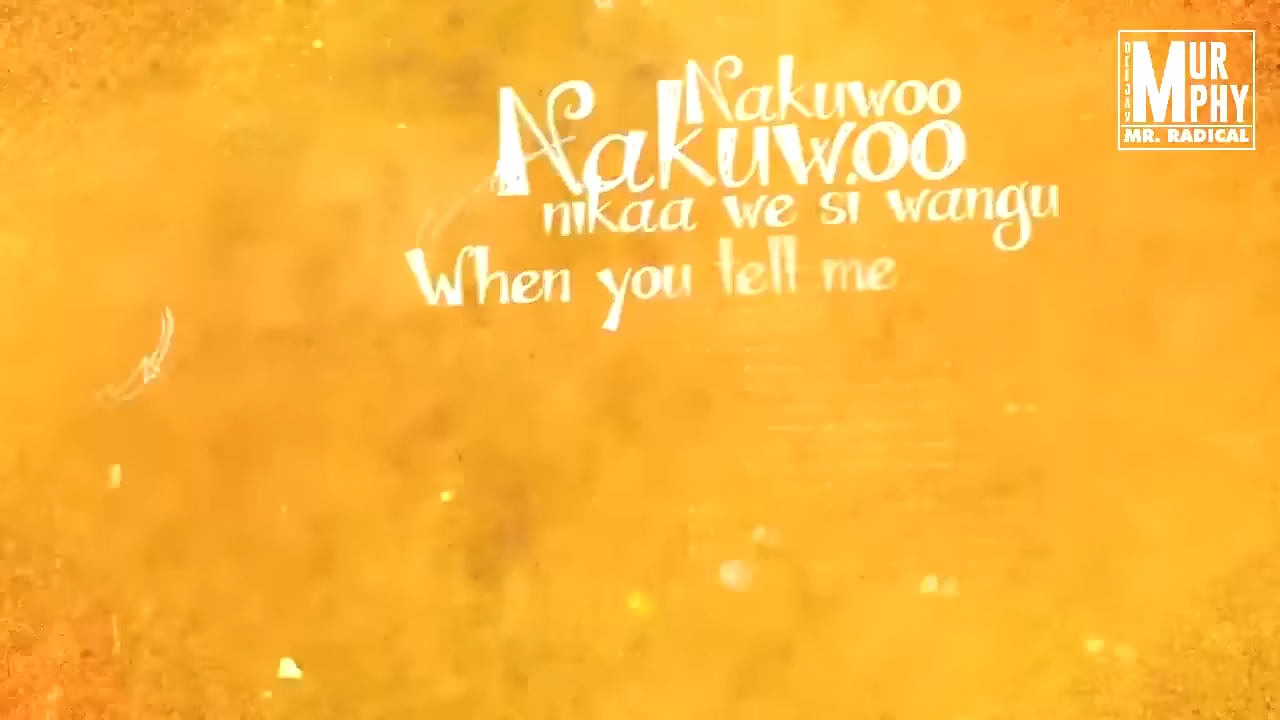 Nakuwoo
Nakuwoo
nikaa we si wangu
When you tell me
DEEJAY
MURPHY
MR. RADICAL